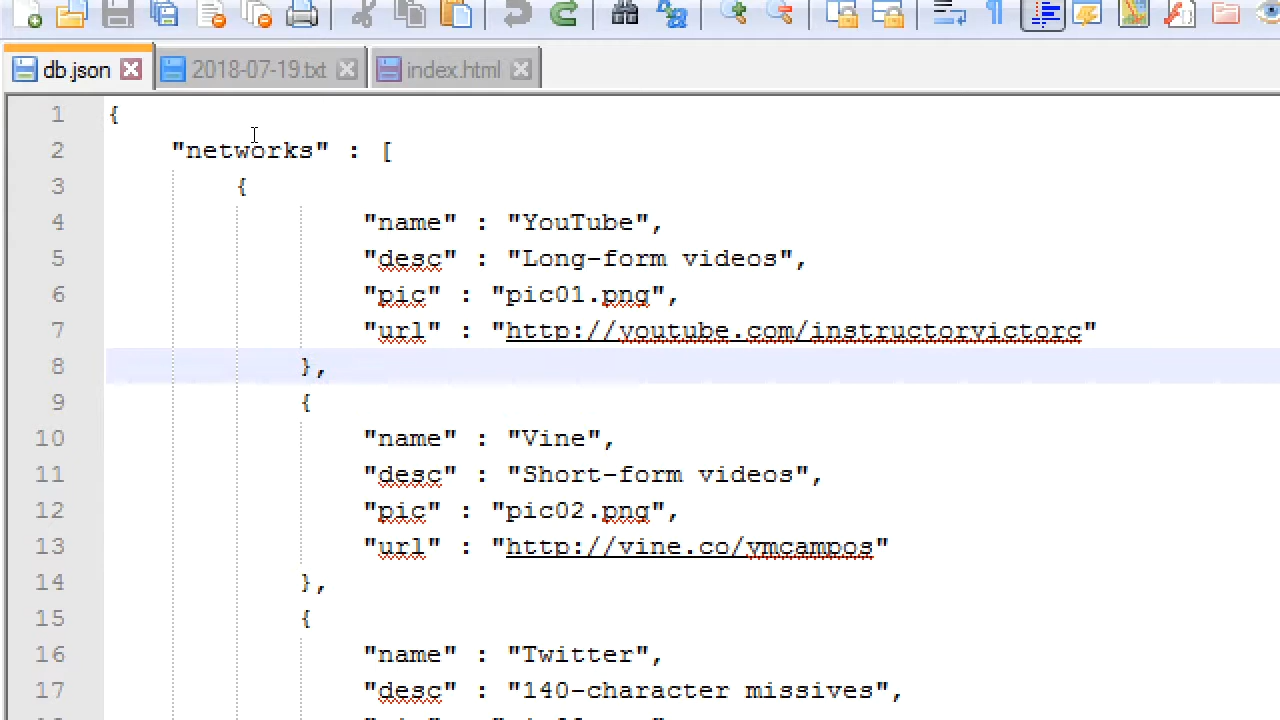 db.json
2018-07-19.txt
index.html
1 {
2 "networks" : [
3 {
4 "name" : "YouTube",
5 "desc" : "Long-form videos",
6 "pic" : "pic01.png",
7 "url" : "http://youtube.com/instructorvictorc"
8 },
9 {
10 "name" : "Vine",
11 "desc" : "Short-form videos",
12 "pic" : "pic02.png",
13 "url" : "http://vine.co/vmcampos"
14 },
15 {
16 "name" : "Twitter",
17 "desc" : "140-character missives",